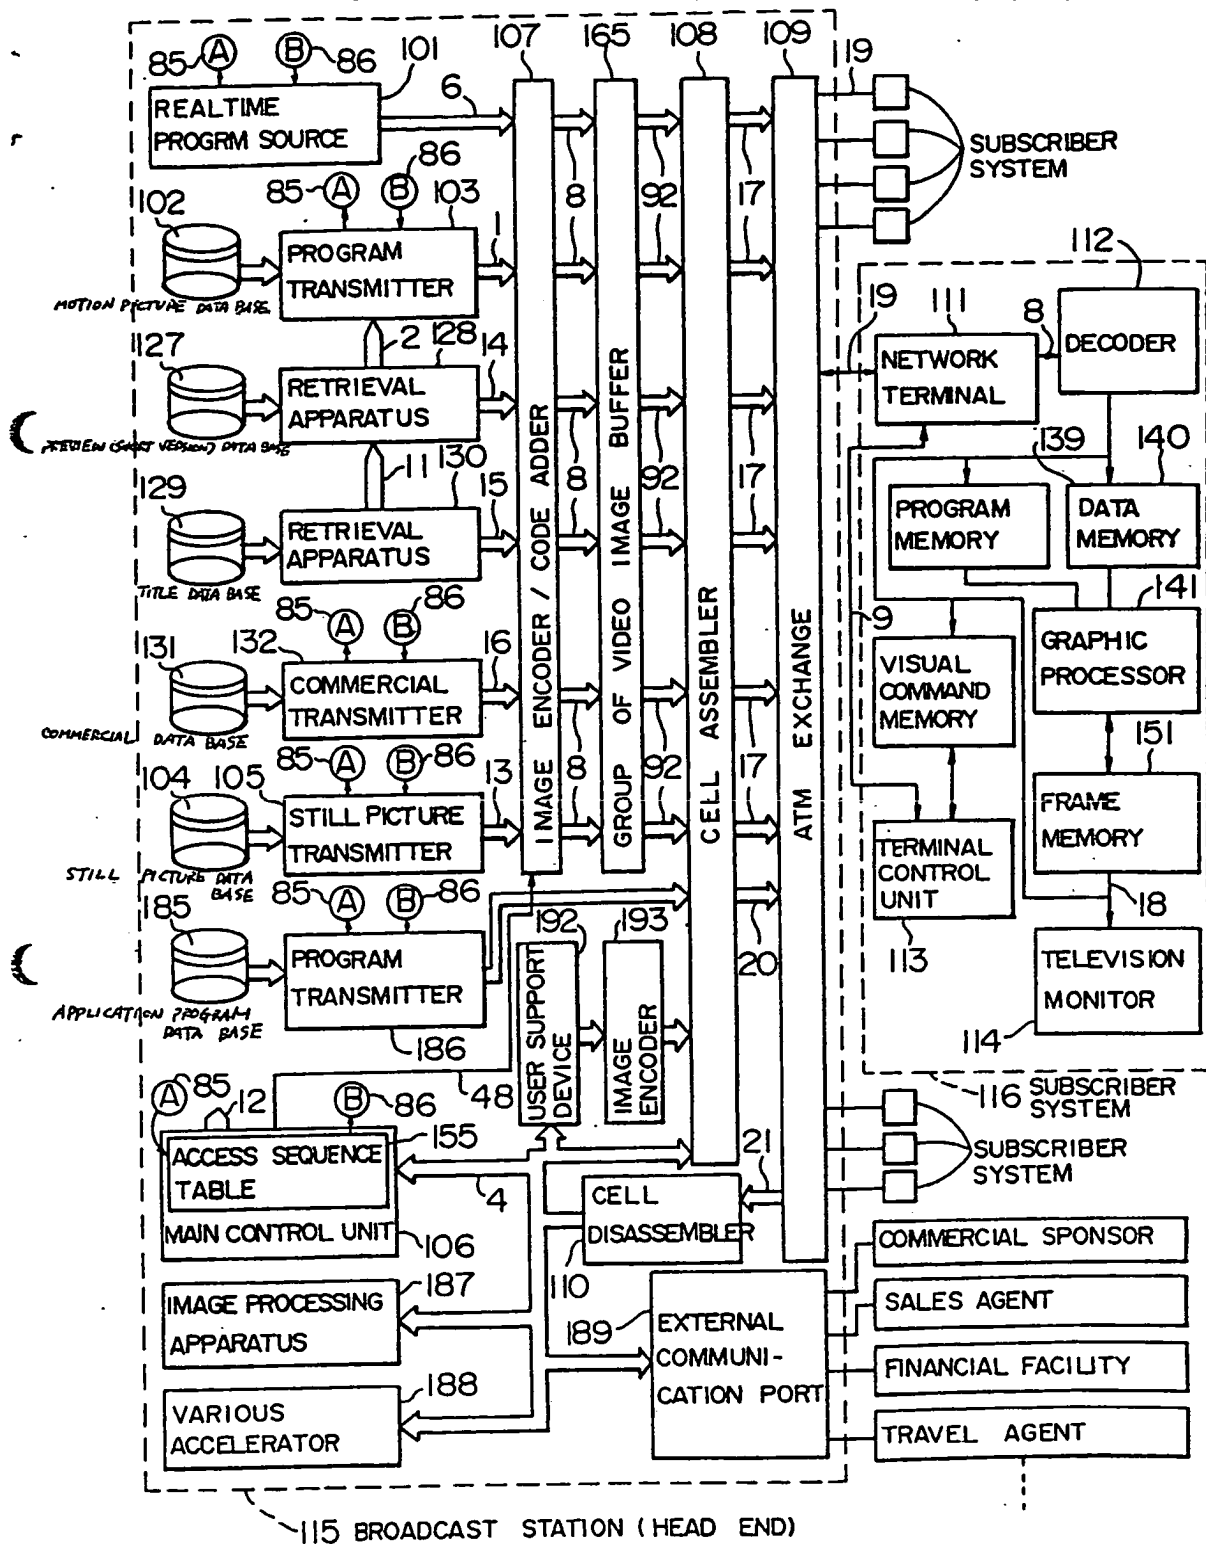 107 165 108 109
85 A B 86 101 19
REALTIME
PROGRM SOURCE
6
8 92 17
SUBSCRIBER
SYSTEM
86
85 A B 103
102
PROGRAM
TRANSMITTER
1
8 92 17
MOTION PICTURE DATA BASE
112
19 111 8
DECODER
NETWORK
TERMINAL
127 2 128 14
RETRIEVAL
APPARATUS
PREVIEW (SHORT VERSION) DATA BASE
92 17
139 140
11 130 15
129
RETRIEVAL
APPARATUS
TITLE DATA BASE
8 92 17
PROGRAM
MEMORY
DATA
MEMORY
141
IMAGE ENCODER / CODE ADDER
GROUP OF VIDEO IMAGE BUFFER
CELL ASSEMBLER
ATM EXCHANGE
85 A B 86
131 132 16
COMMERCIAL
TRANSMITTER
COMMERCIAL DATA BASE
8 92 17
9
VISUAL
COMMAND
MEMORY
GRAPHIC
PROCESSOR
151
85 A B 86
104 105 13
STILL PICTURE
TRANSMITTER
STILL PICTURE DATA
BASE
FRAME
MEMORY
TERMINAL
CONTROL
UNIT
18
113
85 A B 86
185
PROGRAM
TRANSMITTER
APPLICATION PROGRAM
DATA BASE
186
192 193
20
USER SUPPORT
DEVICE
IMAGE
ENCODER
TELEVISION
MONITOR
114
116 SUBSCRIBER
SYSTEM
48
A 85 12 B 86
155
ACCESS SEQUENCE
TABLE
MAIN CONTROL UNIT
106
4
21
SUBSCRIBER
SYSTEM
CELL
DISASSEMBLER
110
187
IMAGE PROCESSING
APPARATUS
189
EXTERNAL
COMMUNI-
CATION PORT
COMMERCIAL SPONSOR
SALES AGENT
FINANCIAL FACILITY
TRAVEL AGENT
188
VARIOUS
ACCELERATOR
115 BROADCAST STATION (HEAD END)